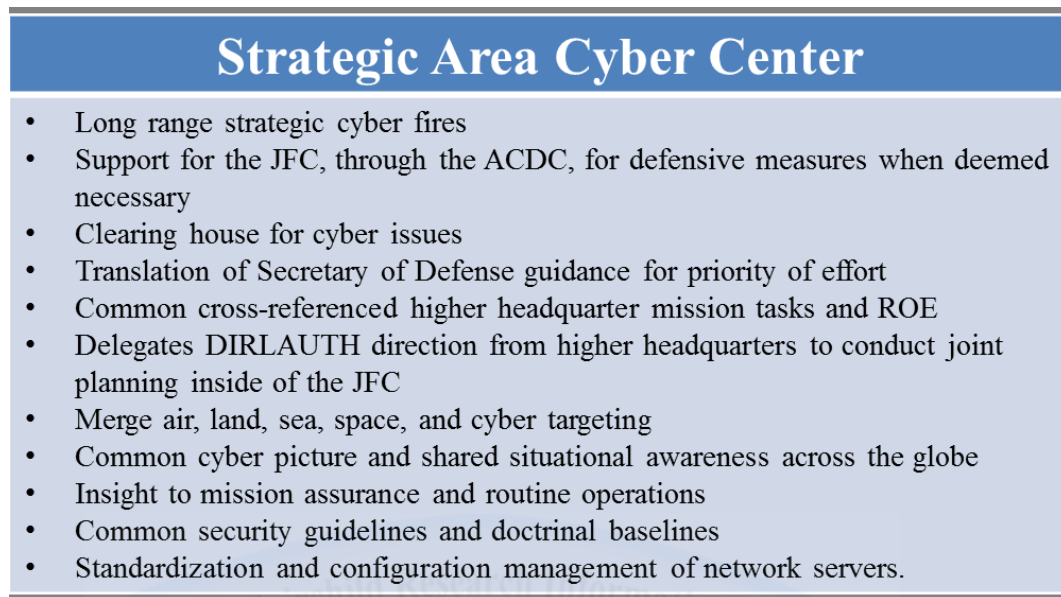 Strategic Area Cyber Center
• Long range strategic cyber fires
• Support for the JFC, through the ACDC, for defensive measures when deemed
necessary
• Clearing house for cyber issues
• Translation of Secretary of Defense guidance for priority of effort
• Common cross-referenced higher headquarter mission tasks and ROE
• Delegates DIRLAUTH direction from higher headquarters to conduct joint
planning inside of the JFC
• Merge air, land, sea, space, and cyber targeting
• Common cyber picture and shared situational awareness across the globe
• Insight to mission assurance and routine operations
• Common security guidelines and doctrinal baselines
• Standardization and configuration management of network servers.